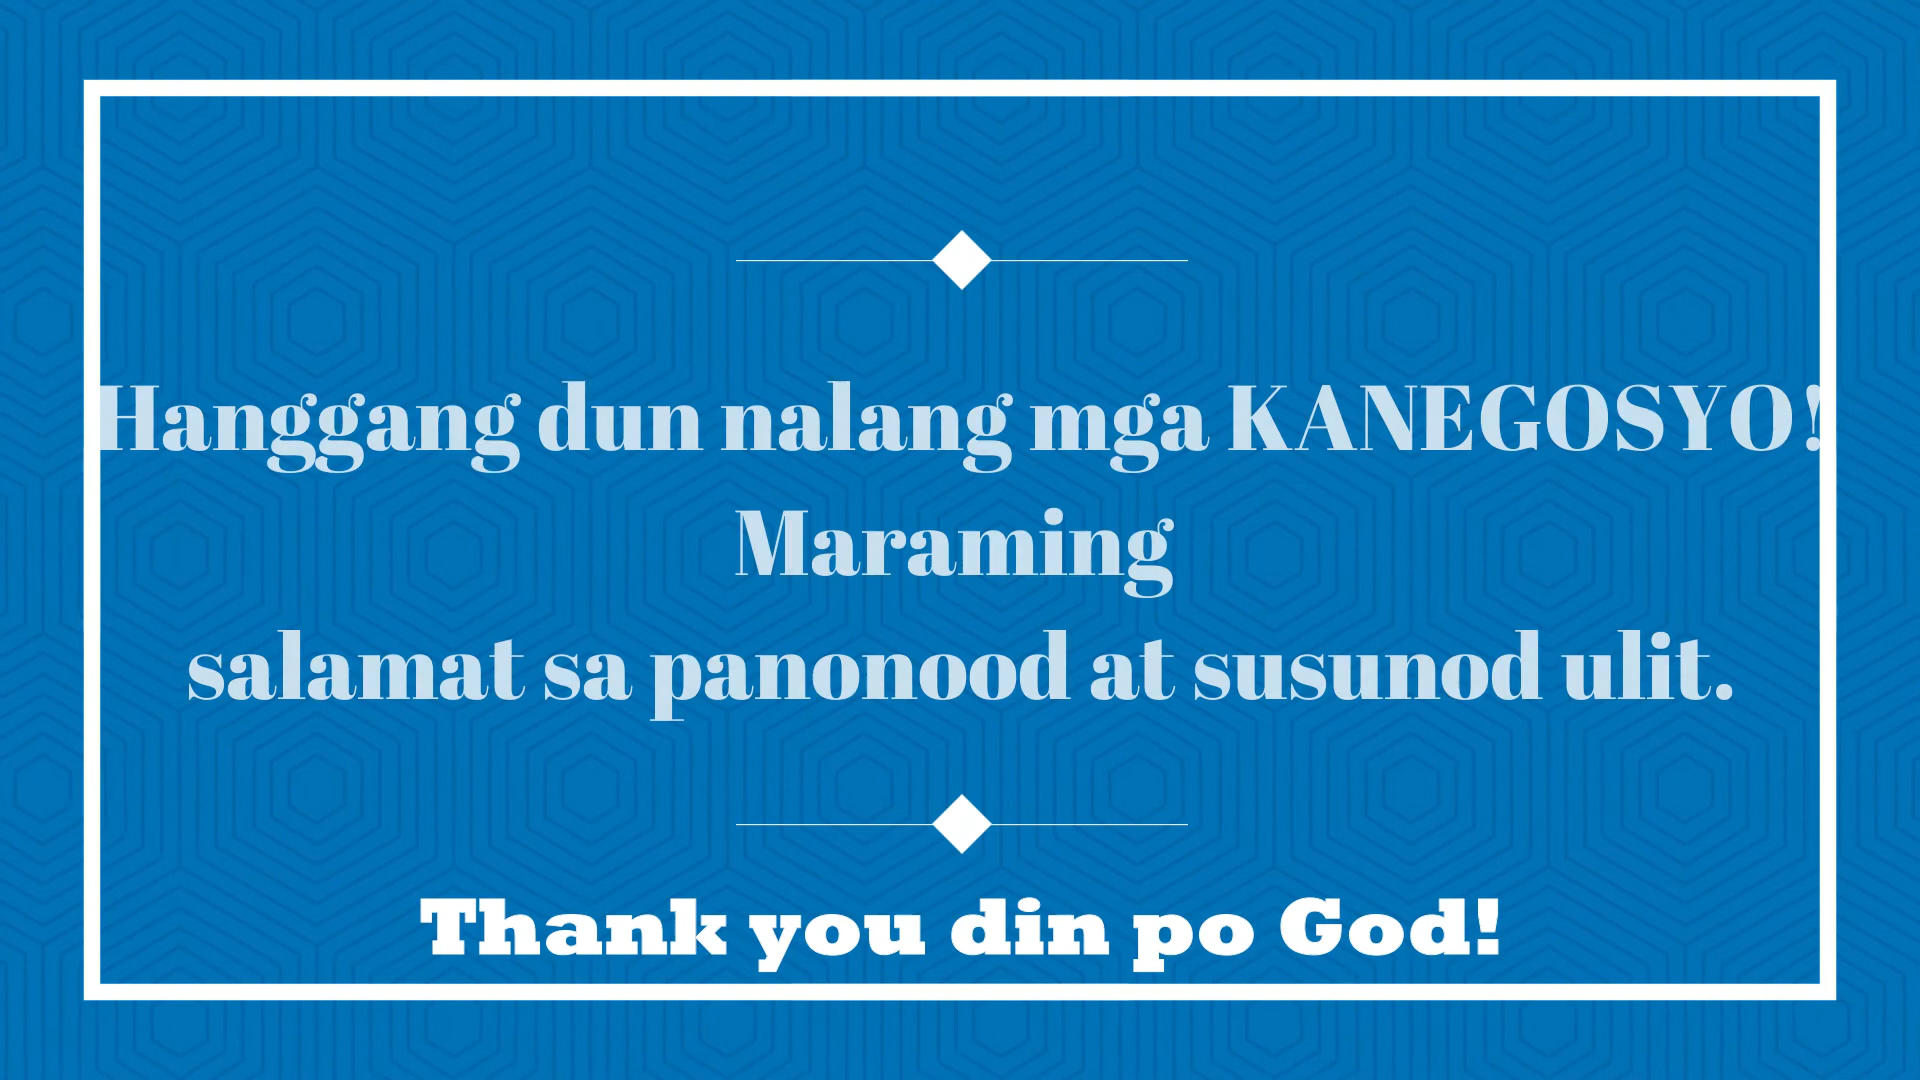 Hanggang dun nalang mga KANEGOSYO!
Maraming
salamat sa panonood at susunod ulit.
Thank you din po God!